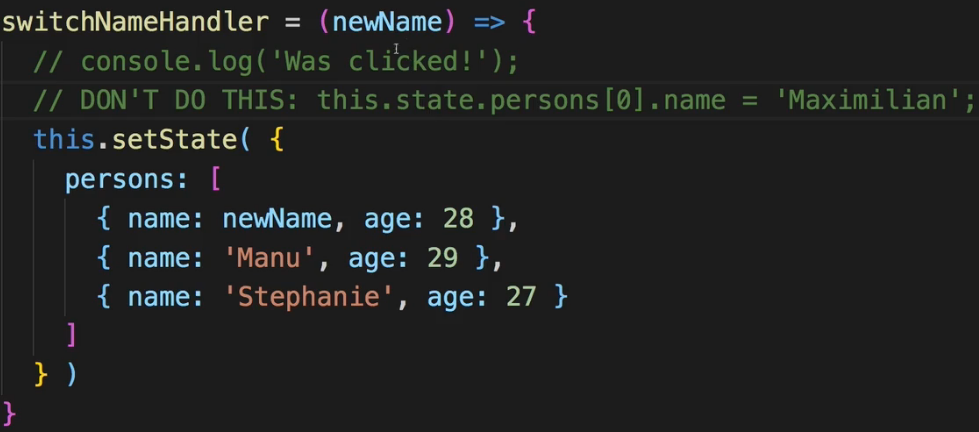 switchNameHandler = (newName) => {
// console.log('Was clicked!');
// DON'T DO THIS: this.state.persons[0].name = 'Maximilian';
this.setState( {
persons: [
{ name: newName, age: 28 },
{ name: 'Manu', age: 29 },
{ name: 'Stephanie', age: 27 }
]
} )
}